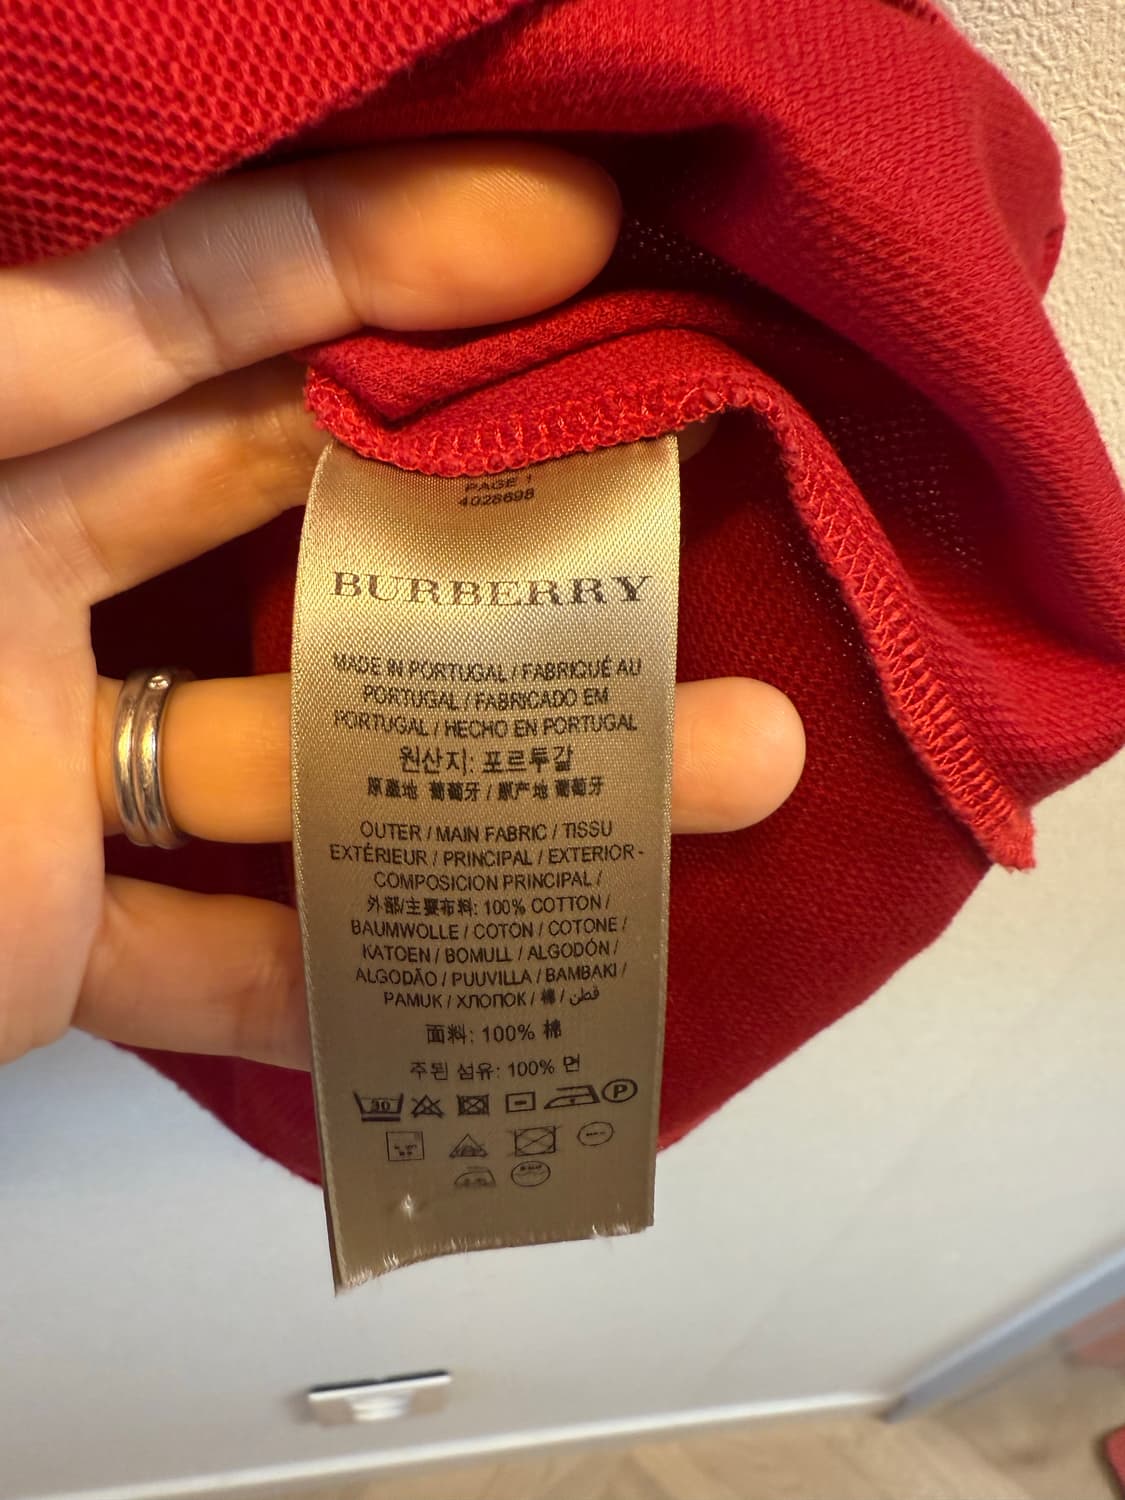 PAGE 1
4028698
BURBERRY
MADE IN PORTUGAL / FABRIQUÉ AU
PORTUGAL / FABRICADO EM
PORTUGAL / HECHO EN PORTUGAL
원산지: 포르투갈
原產地 葡萄牙 / 原产地 葡萄牙
OUTER / MAIN FABRIC / TISSU
EXTÉRIEUR / PRINCIPAL / EXTERIOR -
COMPOSICION PRINCIPAL /
外部/主要布料: 100% COTTON /
BAUMWOLLE / COTON / COTONE /
KATOEN / BOMULL / ALGODÓN /
ALGODÃO / PUUVILLA / BAMBAKI /
PAMUK / ХЛОПОК / 棉 / قطن
面料: 100% 棉
주된 섬유: 100% 면
30 P